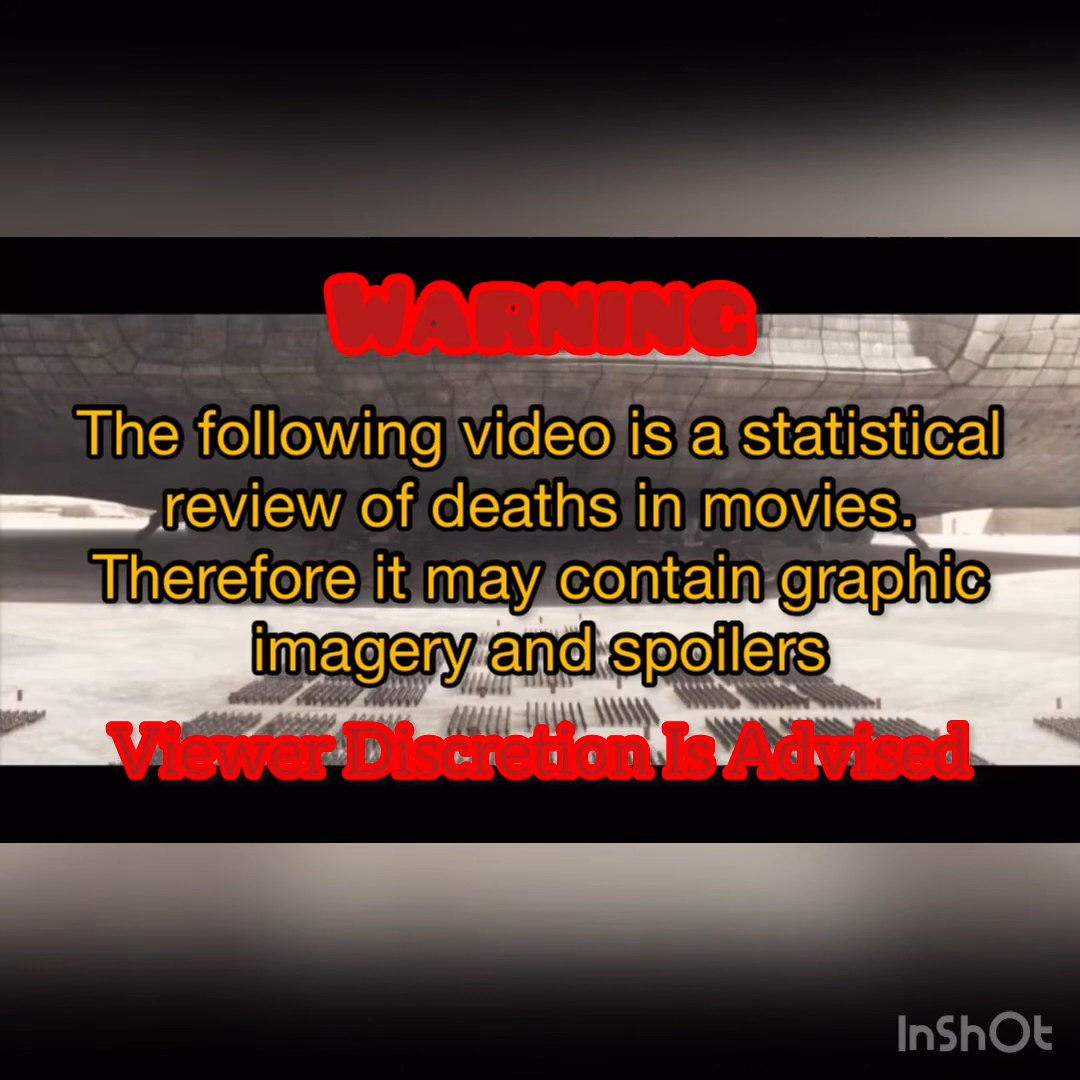 WARNING
The following video is a statistical
review of deaths in movies.
Therefore it may contain graphic
imagery and spoilers
Viewer Discretion Is Advised
InShOt